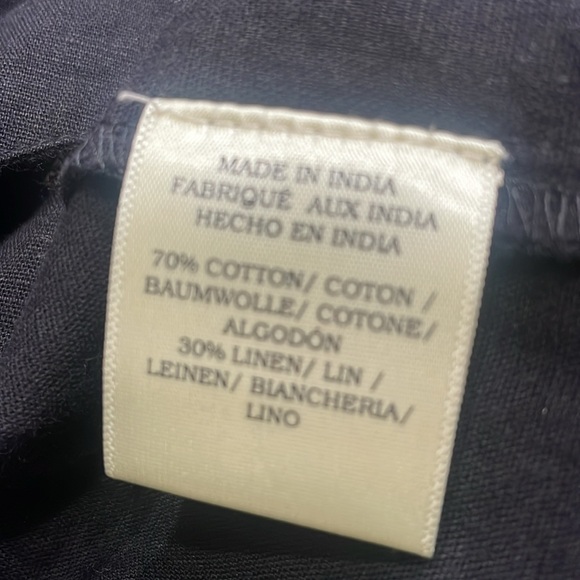 MADE IN INDIA
FABRIQUÉ AUX INDIA
HECHO EN INDIA
70% COTTON/ COTON /
BAUMWOLLE/ COTONE/
ALGODÓN
30% LINEN/ LIN /
LEINEN/ BIANCHERIA/
LINO